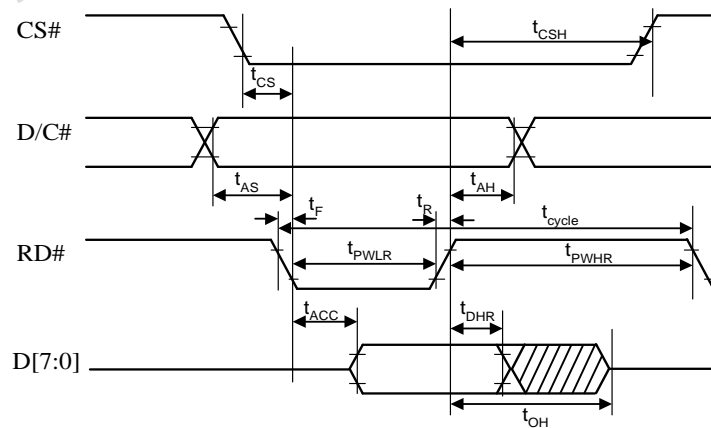 CS#
t_CSH
t_CS
D/C#
t_AS
t_AH
t_F
t_R
t_cycle
RD#
t_PWLR
t_PWHR
t_ACC
t_DHR
D[7:0]
t_OH